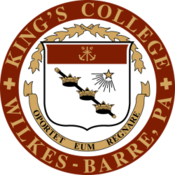 KING'S COLLEGE
WILKES-BARRE, PA
OPORTET EUM REGNARE